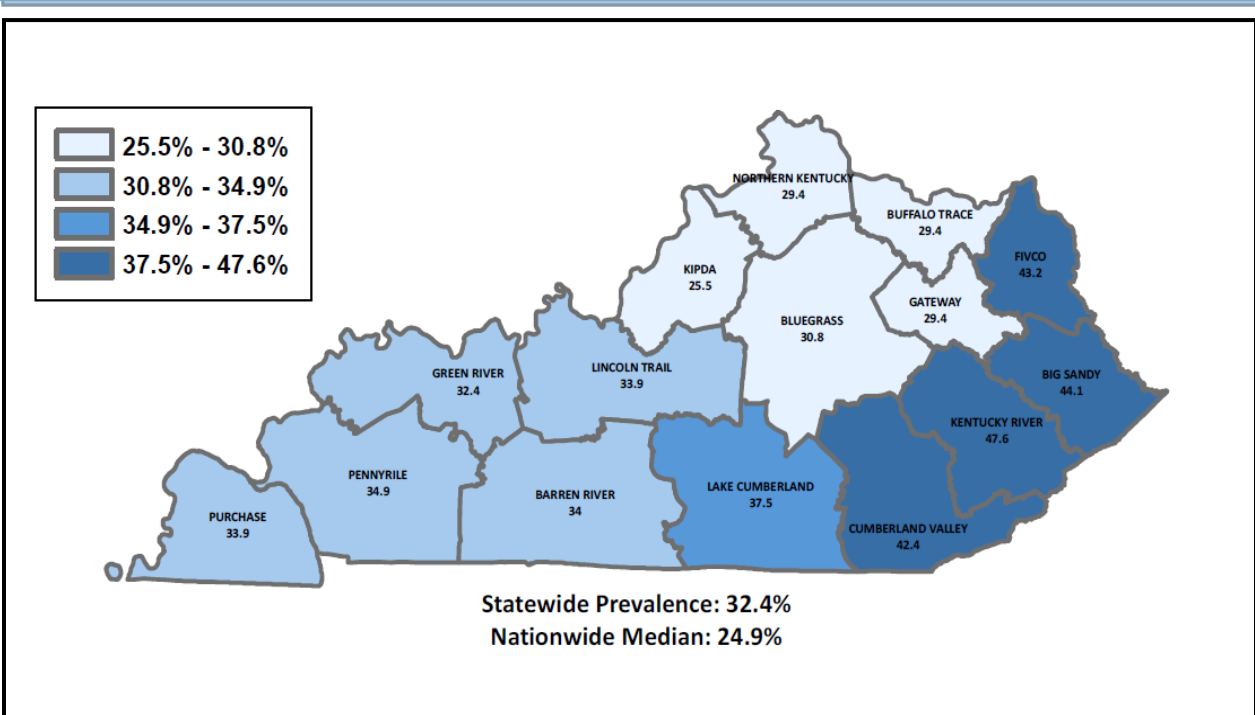 25.5% - 30.8%
30.8% - 34.9%
34.9% - 37.5%
37.5% - 47.6%
NORTHERN KENTUCKY
29.4
BUFFALO TRACE
29.4
FIVCO
43.2
KIPDA
25.5
GATEWAY
29.4
BLUEGRASS
30.8
LINCOLN TRAIL
33.9
GREEN RIVER
32.4
BIG SANDY
44.1
KENTUCKY RIVER
47.6
PENNYRILE
34.9
BARREN RIVER
34
LAKE CUMBERLAND
37.5
PURCHASE
33.9
CUMBERLAND VALLEY
42.4
Statewide Prevalence: 32.4%
Nationwide Median: 24.9%